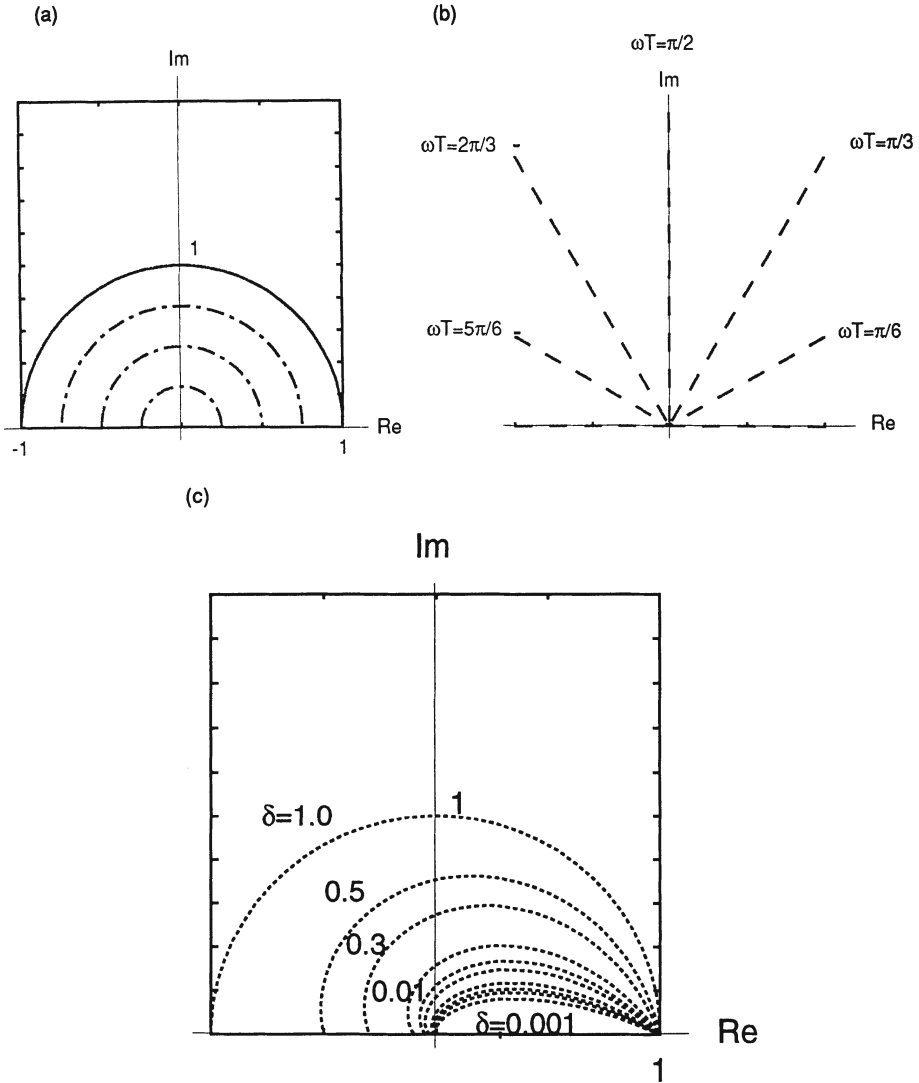 (a)
Im
1
Re
-1
1
(b)
ωT=π/2
Im
ωT=2π/3
ωT=π/3
ωT=5π/6
ωT=π/6
Re
(c)
Im
δ=1.0
1
0.5
0.3
0.01
δ=0.001
Re
1